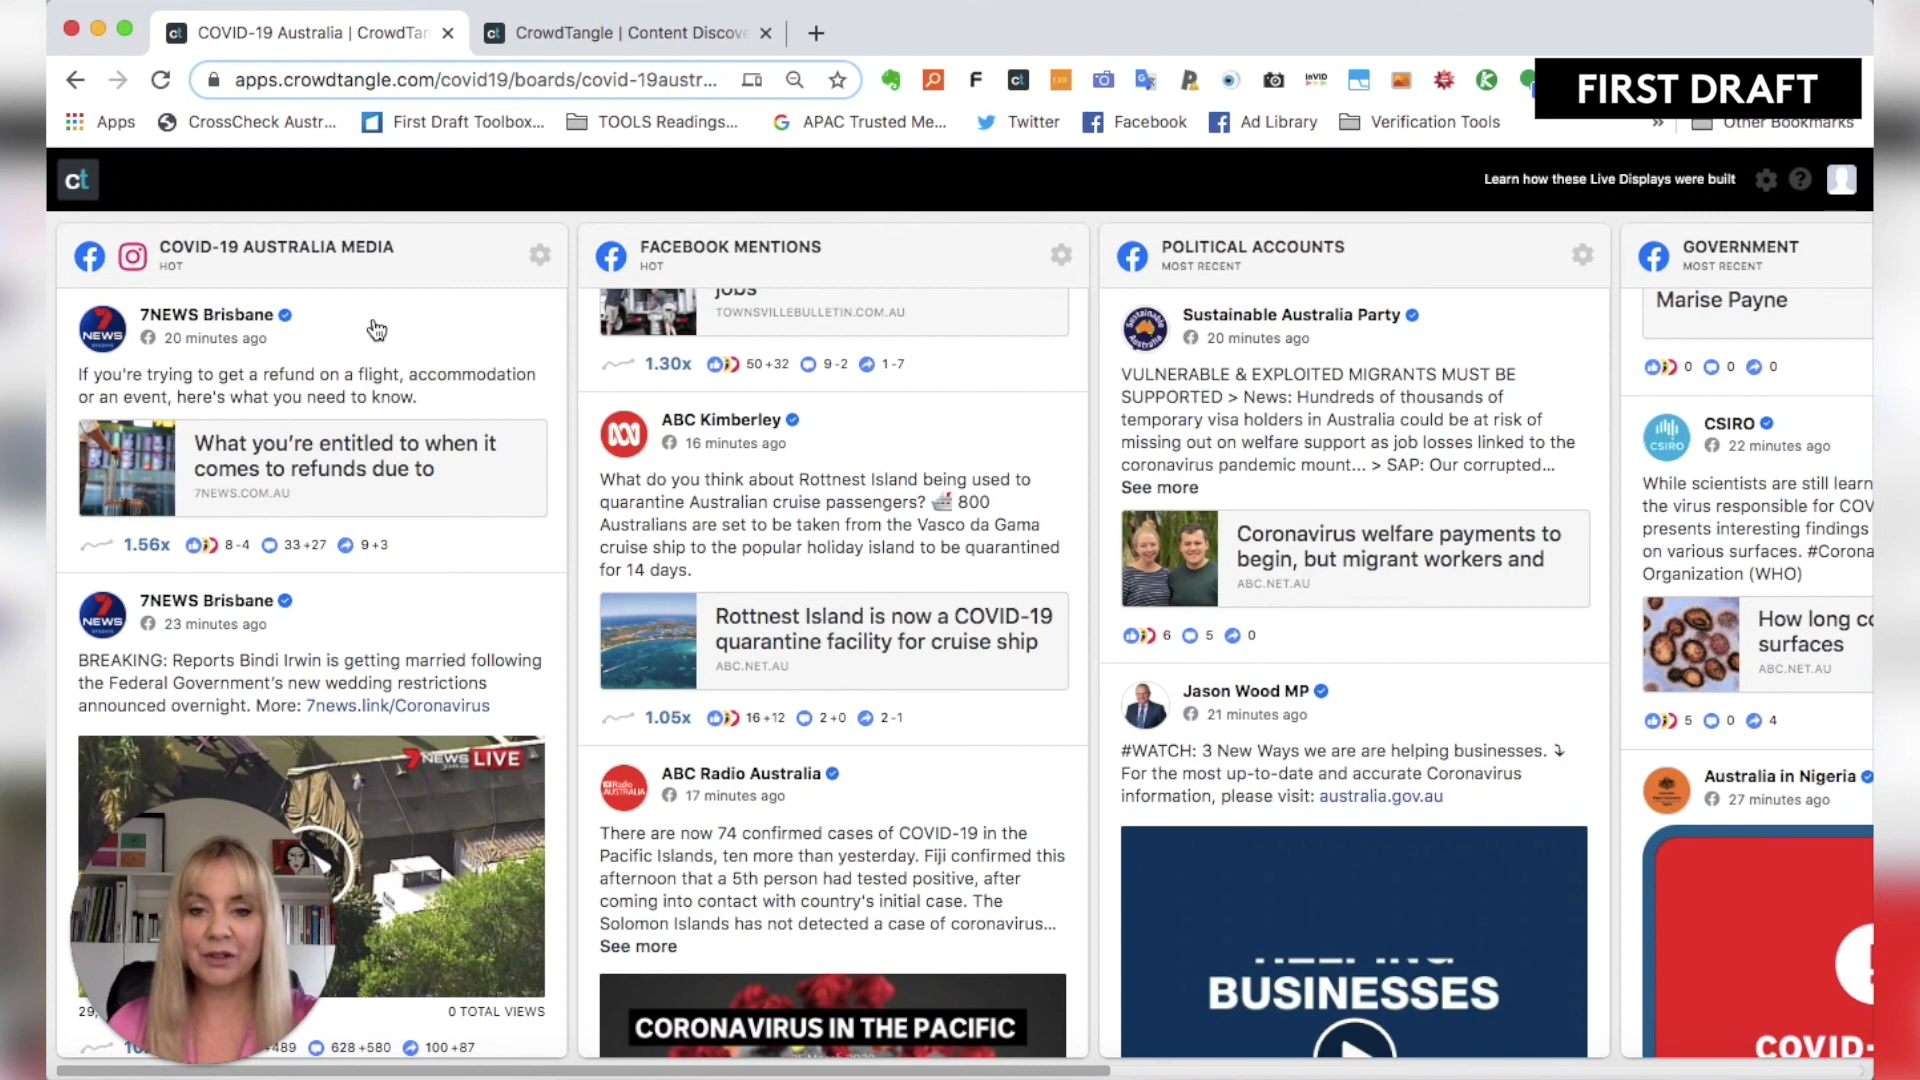 COVID-19 Australia | CrowdTan
CrowdTangle | Content Discove
FIRST DRAFT
apps.crowdtangle.com/covid19/boards/covid-19austr...
Apps
CrossCheck Austr...
First Draft Toolbox...
TOOLS Readings...
APAC Trusted Me...
Twitter
Facebook
Ad Library
Verification Tools
Other Bookmarks
ct
Learn how these Live Displays were built
COVID-19 AUSTRALIA MEDIA
HOT
7NEWS Brisbane
20 minutes ago
If you're trying to get a refund on a flight, accommodation
or an event, here's what you need to know.
What you're entitled to when it
comes to refunds due to
7NEWS.COM.AU
1.56x 8 -4 33 +27 9 +3
7NEWS Brisbane
23 minutes ago
BREAKING: Reports Bindi Irwin is getting married following
the Federal Government's new wedding restrictions
announced overnight. More: 7news.link/Coronavirus
7NEWS LIVE
29,
0 TOTAL VIEWS
+489 628 +580 100 +87
FACEBOOK MENTIONS
HOT
jobs
TOWNSVILLEBULLETIN.COM.AU
1.30x 50 +32 9 -2 1 -7
ABC Kimberley
16 minutes ago
What do you think about Rottnest Island being used to
quarantine Australian cruise passengers? 🛳 800
Australians are set to be taken from the Vasco da Gama
cruise ship to the popular holiday island to be quarantined
for 14 days.
Rottnest Island is now a COVID-19
quarantine facility for cruise ship
ABC.NET.AU
1.05x 16 +12 2 +0 2 -1
ABC Radio Australia
17 minutes ago
There are now 74 confirmed cases of COVID-19 in the
Pacific Islands, ten more than yesterday. Fiji confirmed this
afternoon that a 5th person had tested positive, after
coming into contact with country's initial case. The
Solomon Islands has not detected a case of coronavirus...
See more
CORONAVIRUS IN THE PACIFIC
POLITICAL ACCOUNTS
MOST RECENT
Sustainable Australia Party
20 minutes ago
VULNERABLE & EXPLOITED MIGRANTS MUST BE
SUPPORTED > News: Hundreds of thousands of
temporary visa holders in Australia could be at risk of
missing out on welfare support as job losses linked to the
coronavirus pandemic mount... > SAP: Our corrupted...
See more
Coronavirus welfare payments to
begin, but migrant workers and
ABC.NET.AU
6 5 0
Jason Wood MP
21 minutes ago
#WATCH: 3 New Ways we are are helping businesses. ⤵
For the most up-to-date and accurate Coronavirus
information, please visit: australia.gov.au
BUSINESSES
GOVERNMENT
MOST RECENT
Marise Payne
0 0 0
CSIRO
22 minutes ago
While scientists are still learn
the virus responsible for COV
presents interesting findings
on various surfaces. #Corona
Organization (WHO)
How long co
surfaces
ABC.NET.AU
5 0 4
Australia in Nigeria
27 minutes ago
COVID-